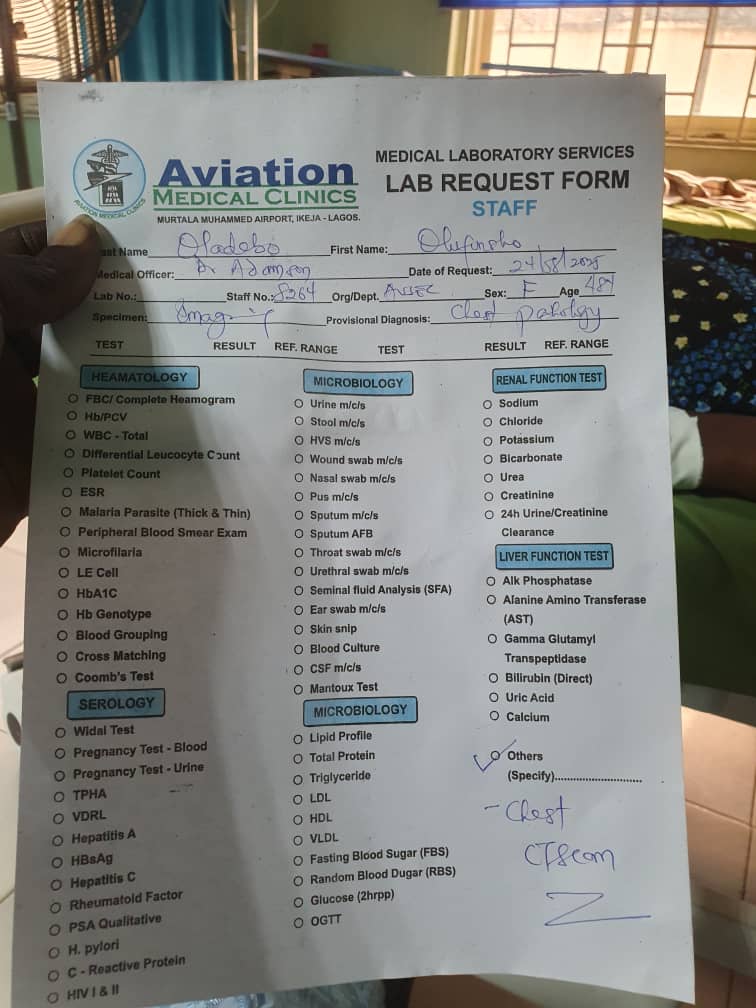 Aviation
MEDICAL CLINICS
MURTALA MUHAMMED AIRPORT, IKEJA - LAGOS.
AVIATION MEDICAL CLINICS
MEDICAL LABORATORY SERVICES
LAB REQUEST FORM
STAFF
ast Name Oladebo First Name:
Medical Officer: Dr Adamson Date of Request: 24/08/2025
Lab No.: Staff No.: 8264 Org/Dept. AVSEC Sex: F Age 48y
Specimen: Imaging Provisional Diagnosis: Chest pathology
TEST RESULT REF. RANGE TEST RESULT REF. RANGE
HEAMATOLOGY
FBC/ Complete Heamogram
Hb/PCV
WBC - Total
Differential Leucocyte Count
Platelet Count
ESR
Malaria Parasite (Thick & Thin)
Peripheral Blood Smear Exam
Microfilaria
LE Cell
HbA1C
Hb Genotype
Blood Grouping
Cross Matching
Coomb's Test
SEROLOGY
Widal Test
Pregnancy Test - Blood
Pregnancy Test - Urine
TPHA
VDRL
Hepatitis A
HBsAg
Hepatitis C
Rheumatoid Factor
PSA Qualitative
H. pylori
C - Reactive Protein
HIV I & II
MICROBIOLOGY
Urine m/c/s
Stool m/c/s
HVS m/c/s
Wound swab m/c/s
Nasal swab m/c/s
Pus m/c/s
Sputum m/c/s
Sputum AFB
Throat swab m/c/s
Urethral swab m/c/s
Seminal fluid Analysis (SFA)
Ear swab m/c/s
Skin snip
Blood Culture
CSF m/c/s
Mantoux Test
MICROBIOLOGY
Lipid Profile
Total Protein
Triglyceride
LDL
HDL
VLDL
Fasting Blood Sugar (FBS)
Random Blood Dugar (RBS)
Glucose (2hrpp)
OGTT
RENAL FUNCTION TEST
Sodium
Chloride
Potassium
Bicarbonate
Urea
Creatinine
24h Urine/Creatinine
Clearance
LIVER FUNCTION TEST
Alk Phosphatase
Alanine Amino Transferase
(AST)
Gamma Glutamyl
Transpeptidase
Bilirubin (Direct)
Uric Acid
Calcium
Others
(Specify)............................
- Chest
CT Scan